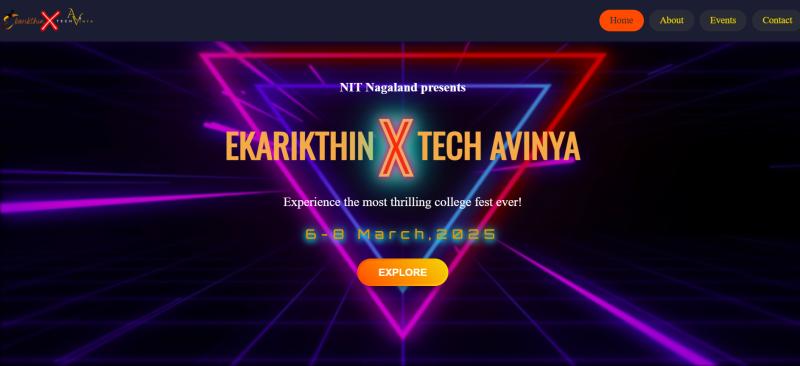 Ekarikthin X TECH Avinya
Home
About
Events
Contact
NIT Nagaland presents
EKARIKTHIN X TECH AVINYA
Experience the most thrilling college fest ever!
6-8 March,2025
EXPLORE